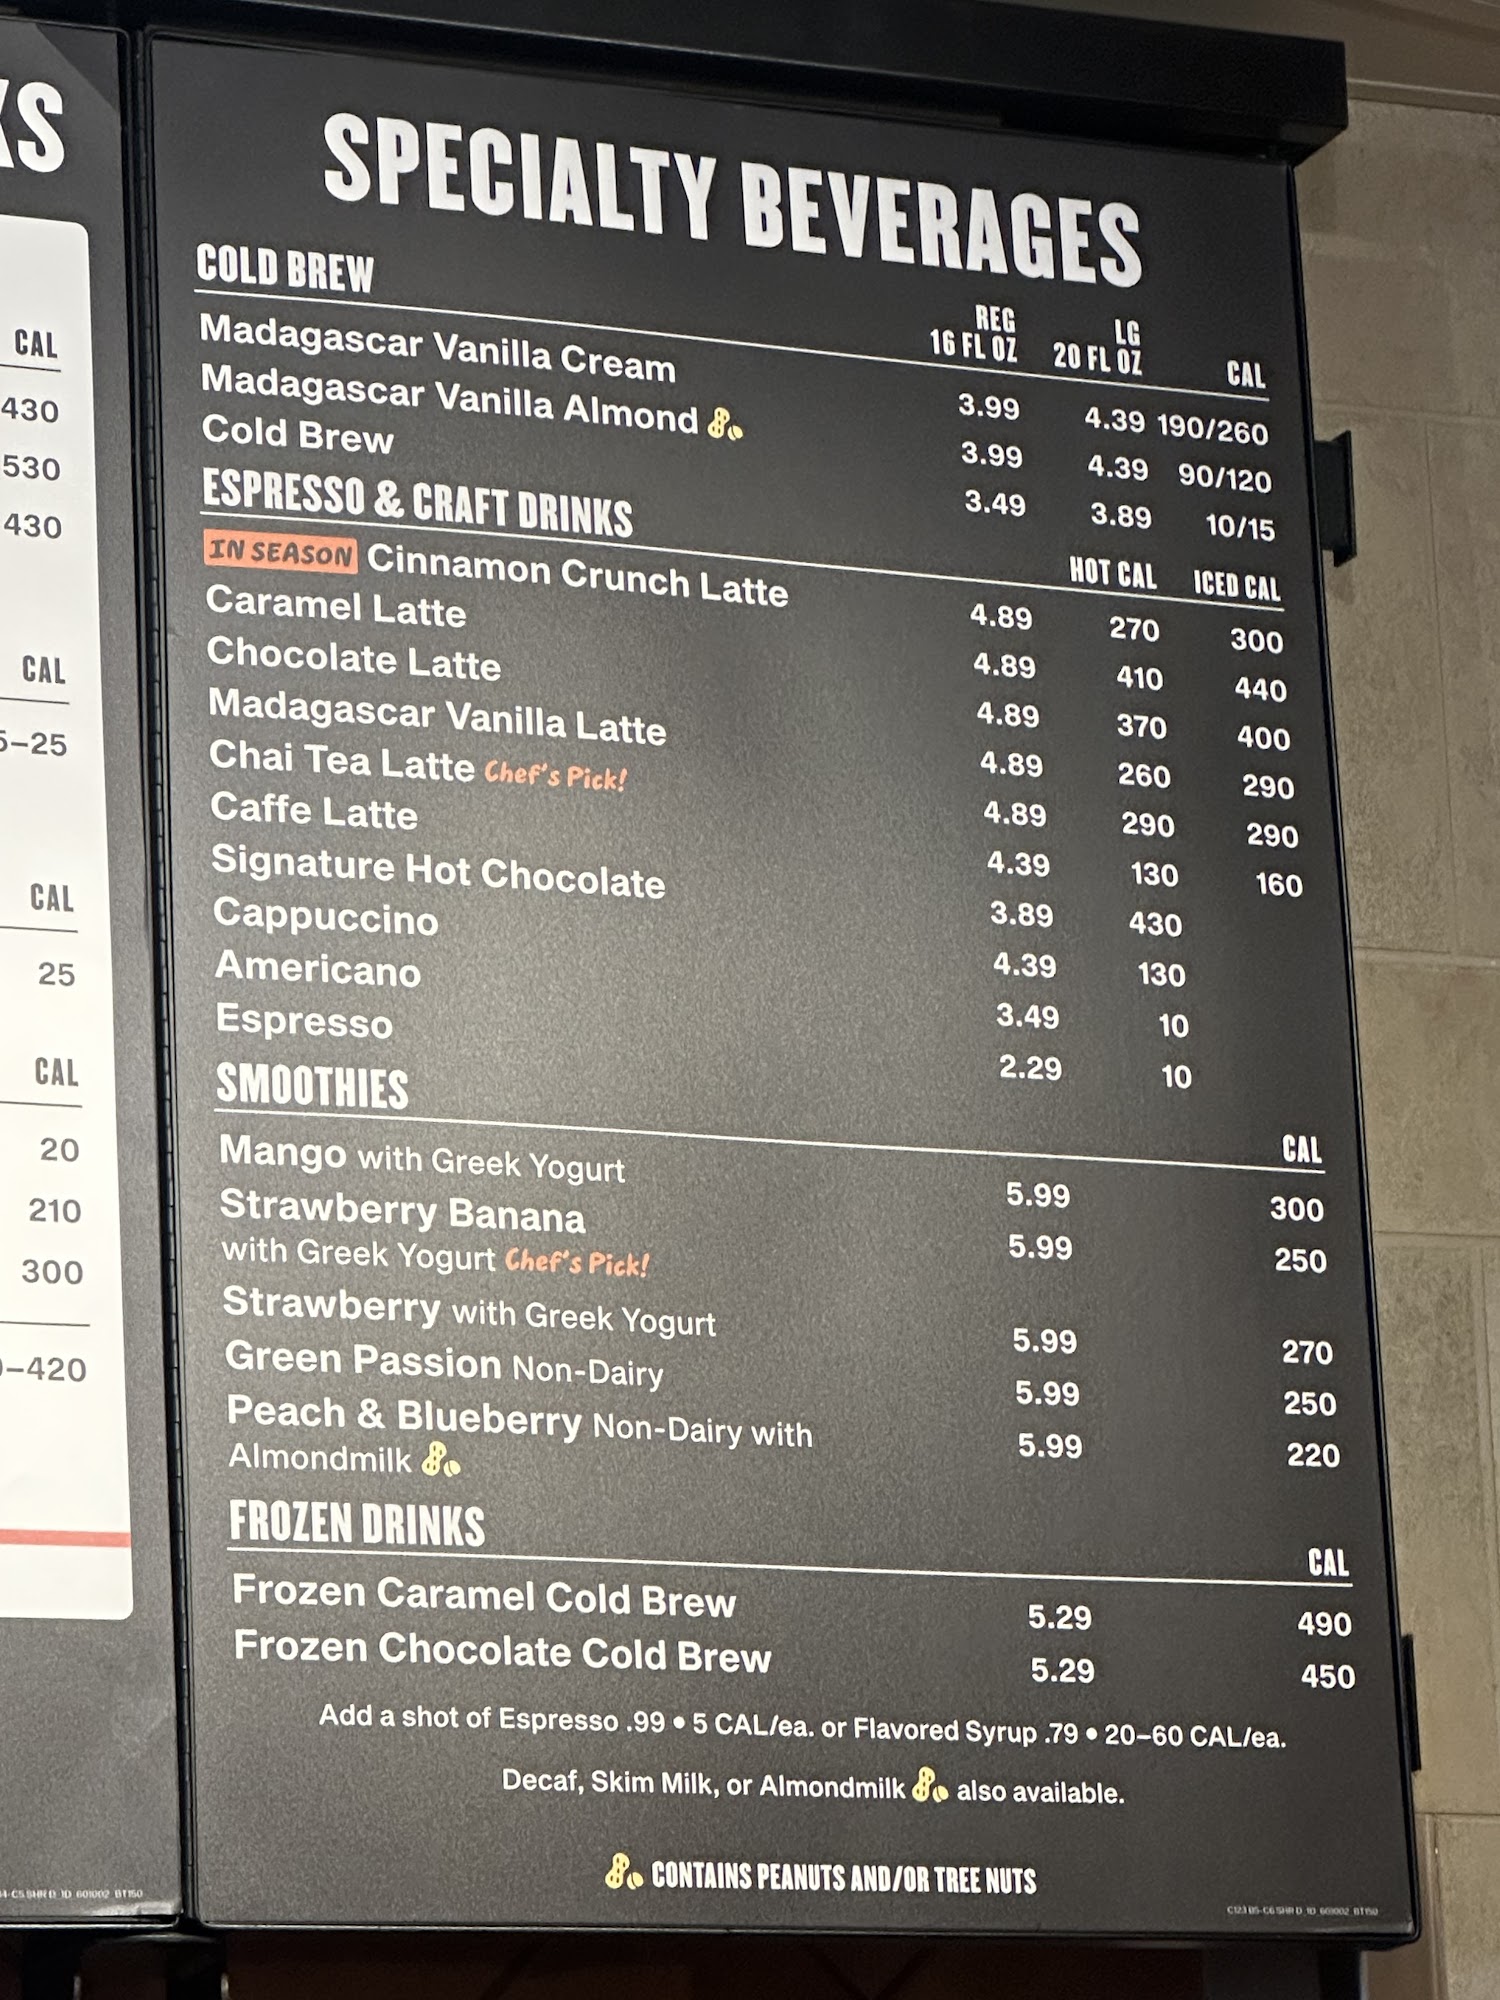 KS
CAL
430
530
430
CAL
5–25
CAL
25
CAL
20
210
300
–420
SPECIALTY BEVERAGES
COLD BREW REG 16 FL OZ LG 20 FL OZ CAL
Madagascar Vanilla Cream 3.99 4.39 190/260
Madagascar Vanilla Almond 3.99 4.39 90/120
Cold Brew 3.49 3.89 10/15
ESPRESSO & CRAFT DRINKS HOT CAL ICED CAL
IN SEASON Cinnamon Crunch Latte 4.89 270 300
Caramel Latte 4.89 410 440
Chocolate Latte 4.89 370 400
Madagascar Vanilla Latte 4.89 260 290
Chai Tea Latte Chef's Pick! 4.89 290 290
Caffe Latte 4.39 130 160
Signature Hot Chocolate 3.89 430
Cappuccino 4.39 130
Americano 3.49 10
Espresso 2.29 10
SMOOTHIES CAL
Mango with Greek Yogurt 5.99 300
Strawberry Banana 5.99 250
with Greek Yogurt Chef's Pick!
Strawberry with Greek Yogurt 5.99 270
Green Passion Non-Dairy 5.99 250
Peach & Blueberry Non-Dairy with 5.99 220
Almondmilk
FROZEN DRINKS CAL
Frozen Caramel Cold Brew 5.29 490
Frozen Chocolate Cold Brew 5.29 450
Add a shot of Espresso .99 • 5 CAL/ea. or Flavored Syrup .79 • 20–60 CAL/ea.
Decaf, Skim Milk, or Almondmilk also available.
CONTAINS PEANUTS AND/OR TREE NUTS